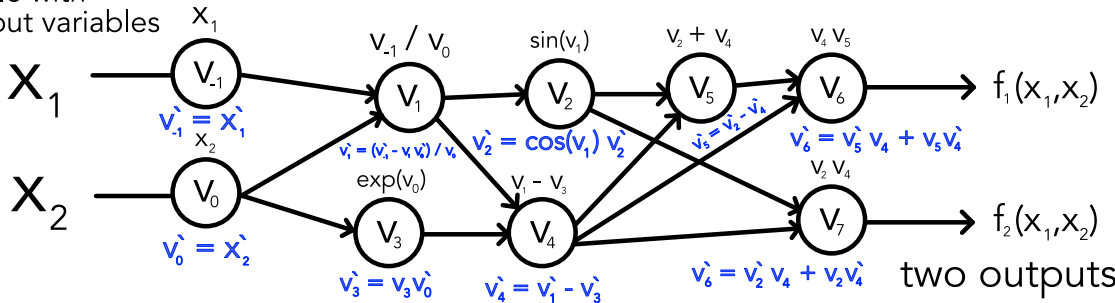 out variables
X₁
x₁
V₋₁
v̀₋₁ = x̀₁
v₋₁ / v₀
V₁
v̀₁ = (v̀₋₁ - v₁v̀₀) / v₀
sin(v₁)
V₂
v̀₂ = cos(v₁) v̀₂
v₂ + v₄
V₅
v̀₅ = v̀₂ - v̀₄
v₄ v₅
V₆
v̀₆ = v̀₅ v₄ + v₅v̀₄
f₁(x₁,x₂)
X₂
x₂
V₀
v̀₀ = x̀₂
exp(v₀)
V₃
v̀₃ = v₃v̀₀
v₁ - v₃
V₄
v̀₄ = v̀₁ - v̀₃
v₂ v₄
V₇
v̀₆ = v̀₂ v₄ + v₂v̀₄
f₂(x₁,x₂)
two outputs